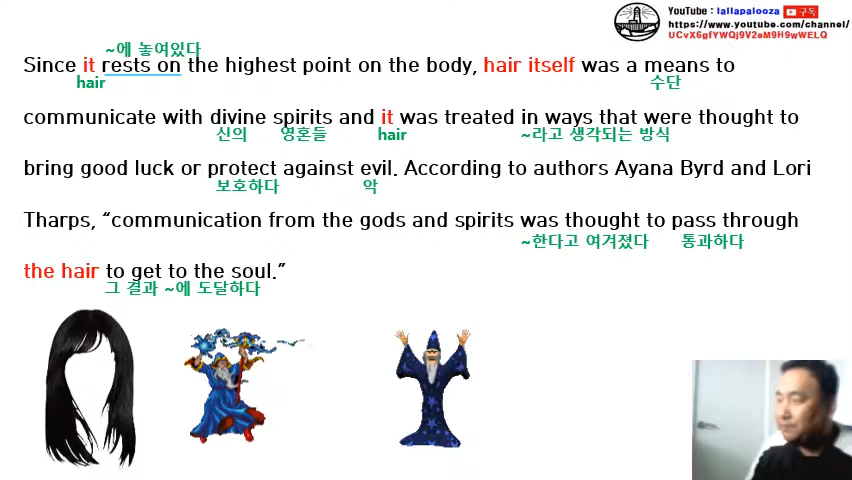 YouTube : lallapalooza 구독
https://www.youtube.com/channel/
UCvX6gfYWQj9V2eM9H9wWELQ
~에 놓여있다
Since it rests on the highest point on the body, hair itself was a means to
hair 수단
communicate with divine spirits and it was treated in ways that were thought to
신의 영혼들 hair ~라고 생각되는 방식
bring good luck or protect against evil. According to authors Ayana Byrd and Lori
보호하다 악
Tharps, “communication from the gods and spirits was thought to pass through
~한다고 여겨졌다 통과하다
the hair to get to the soul.”
그 결과 ~에 도달하다